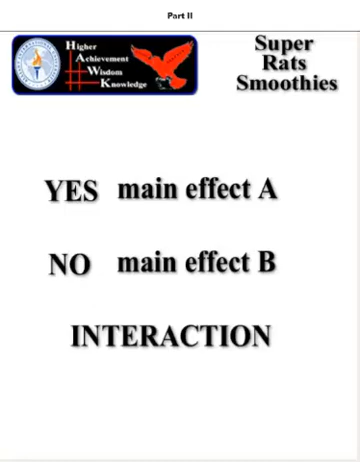 Part II
Higher
Achievement
Wisdom
Knowledge
Super
Rats
Smoothies
YES main effect A
NO main effect B
INTERACTION